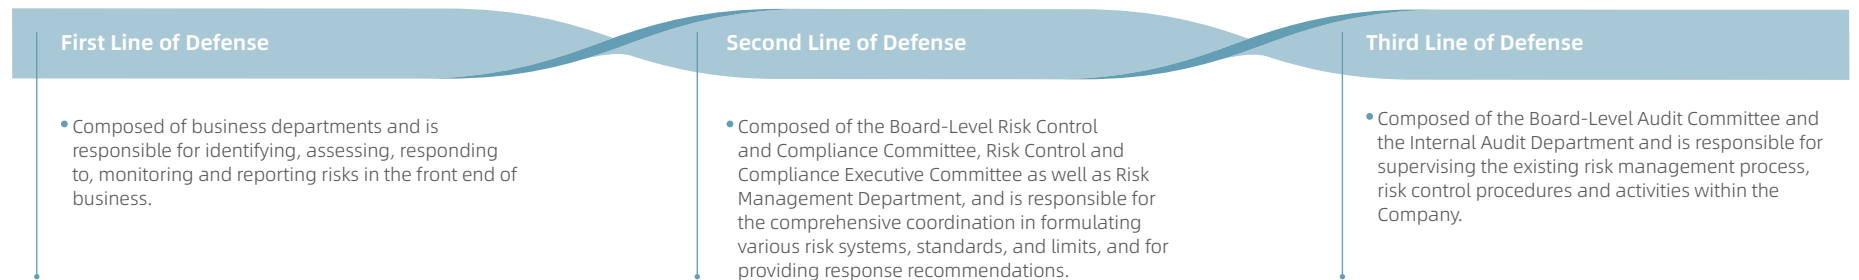 First Line of Defense
• Composed of business departments and is
responsible for identifying, assessing, responding
to, monitoring and reporting risks in the front end of
business.
Second Line of Defense
• Composed of the Board-Level Risk Control
and Compliance Committee, Risk Control and
Compliance Executive Committee as well as Risk
Management Department, and is responsible for
the comprehensive coordination in formulating
various risk systems, standards, and limits, and for
providing response recommendations.
Third Line of Defense
• Composed of the Board-Level Audit Committee and
the Internal Audit Department and is responsible for
supervising the existing risk management process,
risk control procedures and activities within the
Company.